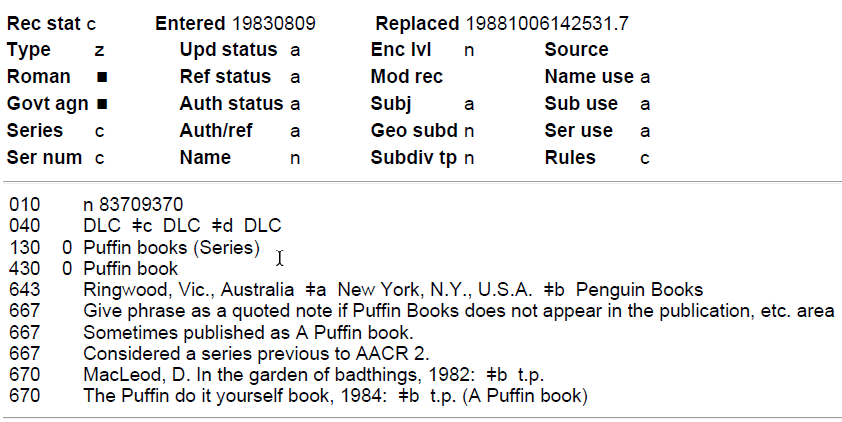 Rec stat c Entered 19830809 Replaced 19881006142531.7
Type z Upd status a Enc lvl n Source
Roman ■ Ref status a Mod rec Name use a
Govt agn ■ Auth status a Subj a Sub use a
Series c Auth/ref a Geo subd n Ser use a
Ser num c Name n Subdiv tp n Rules c
010 n 83709370
040 DLC ǂc DLC ǂd DLC
130 0 Puffin books (Series)
430 0 Puffin book
643 Ringwood, Vic., Australia ǂa New York, N.Y., U.S.A. ǂb Penguin Books
667 Give phrase as a quoted note if Puffin Books does not appear in the publication, etc. area
667 Sometimes published as A Puffin book.
667 Considered a series previous to AACR 2.
670 MacLeod, D. In the garden of badthings, 1982: ǂb t.p.
670 The Puffin do it yourself book, 1984: ǂb t.p. (A Puffin book)